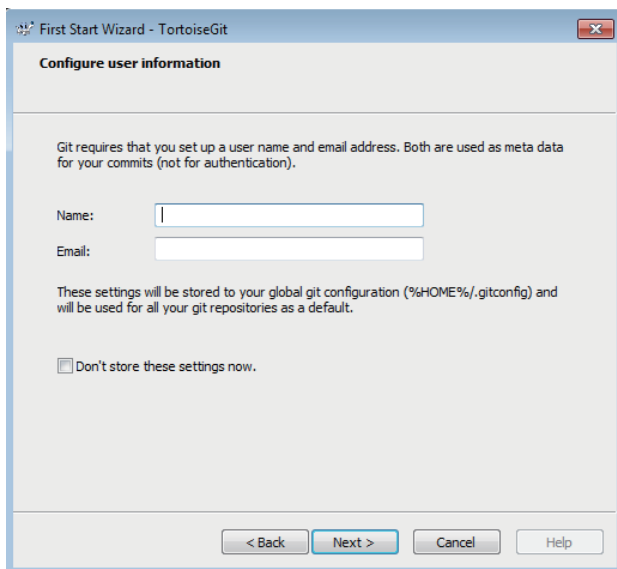 First Start Wizard - TortoiseGit
Configure user information
Git requires that you set up a user name and email address. Both are used as meta data
for your commits (not for authentication).
Name:
Email:
These settings will be stored to your global git configuration (%HOME%/.gitconfig) and
will be used for all your git repositories as a default.
Don't store these settings now.
< Back Next > Cancel Help